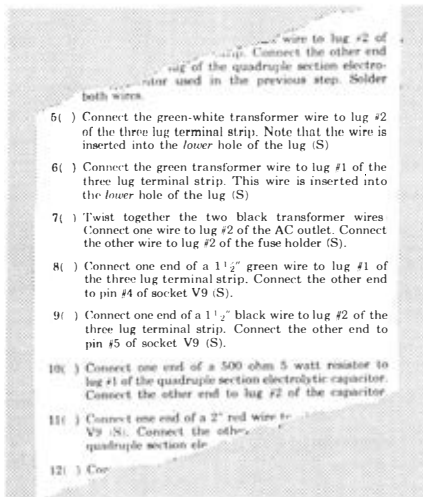 wire to lug #2 of
strip. Connect the other end
lug of the quadruple section electro-
used in the previous step. Solder
both wires.
5( ) Connect the green-white transformer wire to lug #2
of the three lug terminal strip. Note that the wire is
inserted into the lower hole of the lug (S)
6( ) Connect the green transformer wire to lug #1 of the
three lug terminal strip. This wire is inserted into
the lower hole of the lug (S)
7( ) Twist together the two black transformer wires
Connect one wire to lug #2 of the AC outlet. Connect
the other wire to lug #2 of the fuse holder (S).
8( ) Connect one end of a 1 1/2" green wire to lug #1 of
the three lug terminal strip. Connect the other end
to pin #4 of socket V9 (S).
9( ) Connect one end of a 1 1/2" black wire to lug #2 of the
three lug terminal strip. Connect the other end to
pin #5 of socket V9 (S).
10( ) Connect one end of a 500 ohm 5 watt resistor to
lug #1 of the quadruple section electrolytic capacitor.
Connect the other end to lug #2 of the capacitor
11( ) Connect one end of a 2" red wire to
V9 (S). Connect the other
quadruple section ele
12( ) Con